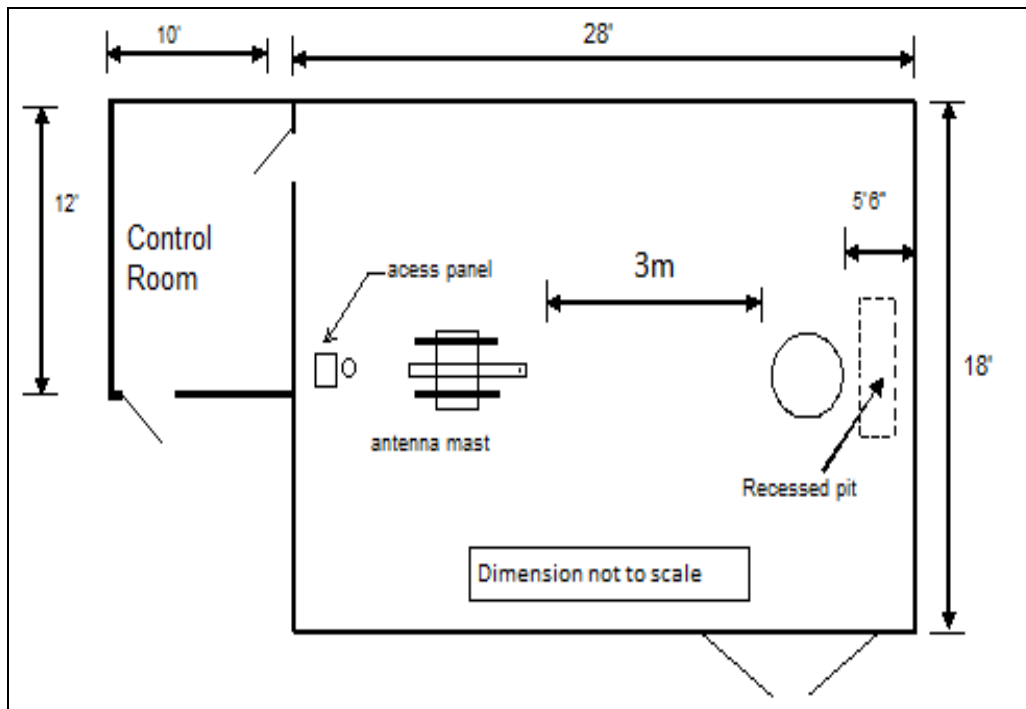 10'
28'
12'
Control
Room
acess panel
3m
5'6"
18'
antenna mast
Recessed pit
Dimension not to scale